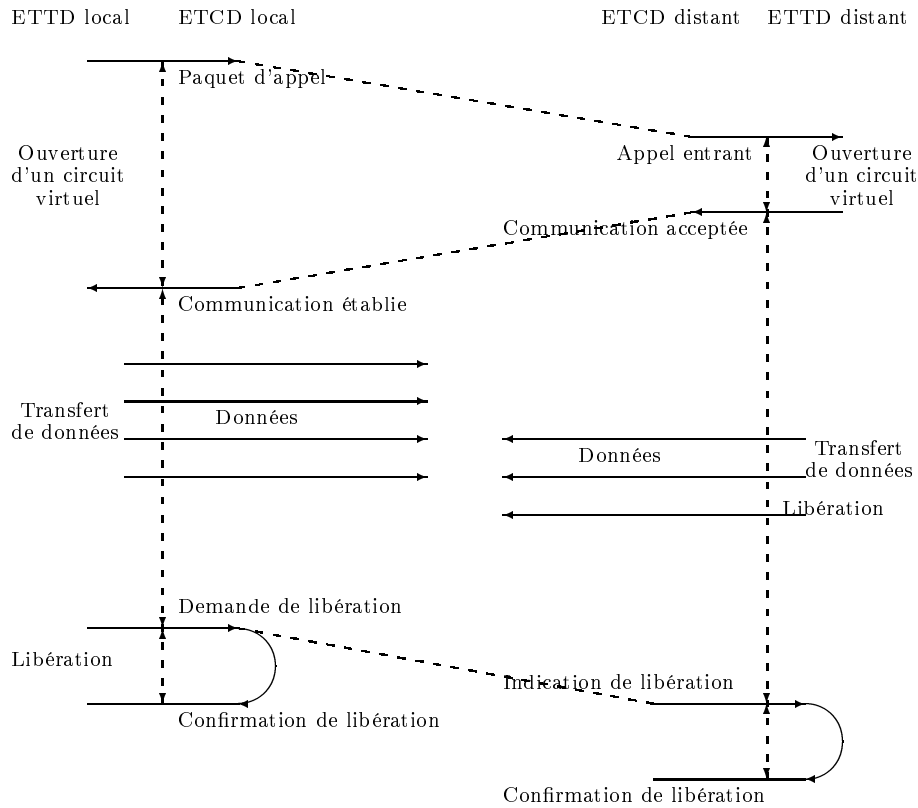 ETTD local
ETCD local
ETCD distant
ETTD distant
Paquet d'appel
Ouverture
d'un circuit
virtuel
Appel entrant
Ouverture
d'un circuit
virtuel
Communication acceptée
Communication établie
Transfert
de données
Données
Données
Transfert
de données
Libération
Demande de libération
Libération
Indication de libération
Confirmation de libération
Confirmation de libération